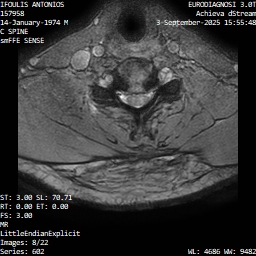 IFOULIS ANTONIOS
EURODIAGNOSI 3.0T
157958
Achieva dStream
14-January-1974 M
3-September-2025 15:55:48
C SPINE
smFFE SENSE
ST: 3.00 SL: 70.71
RT: 0.00 ET: 0.00
FS: 3.00
MR
LittleEndianExplicit
Images: 8/22
Series: 602
WL: 4686 WW: 9482